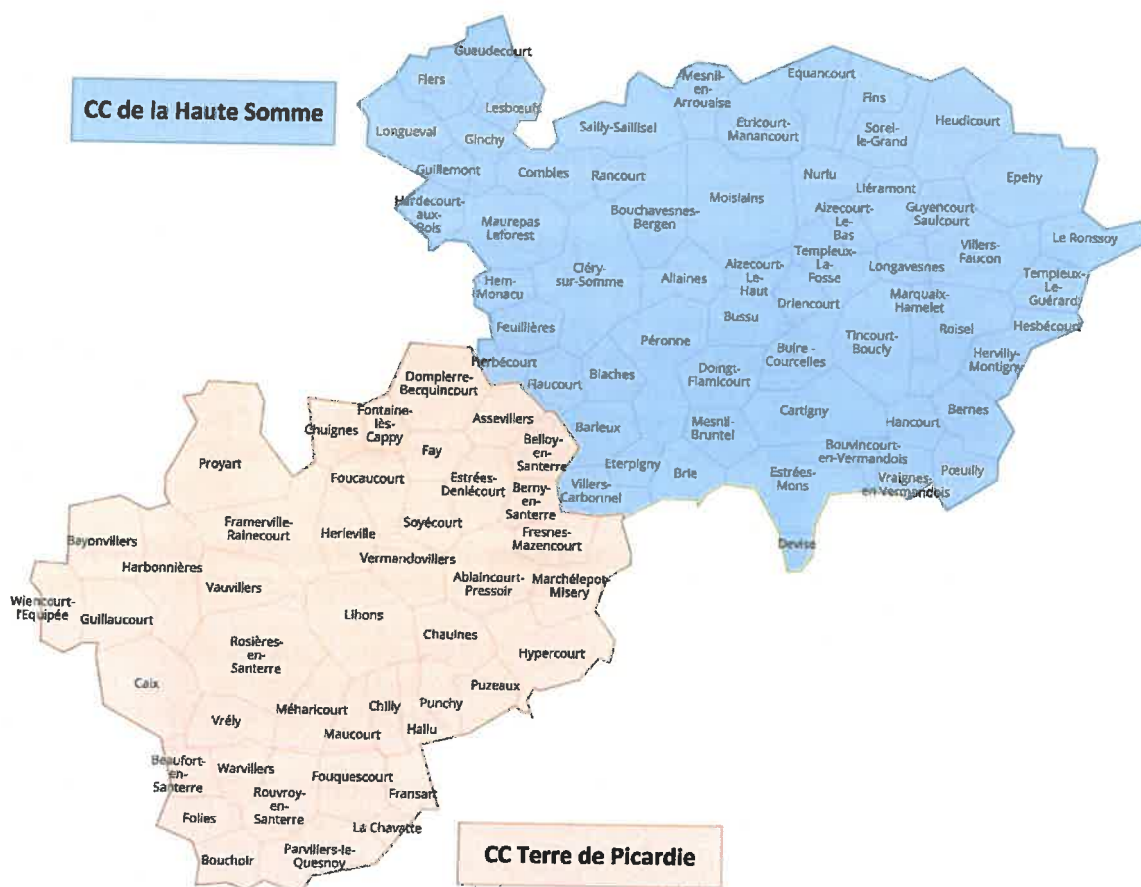 CC de la Haute Somme
Gueudecourt
Flers
Lesbœufs
Longueval
Ginchy
Guillemont
Hardecourt-
aux-
Bois
Mesnil-
en-
Arrouaise
Equancourt
Fins
Sailly-Saillisel
Etricourt-
Manancourt
Sorel-
le-Grand
Heudicourt
Combles
Rancourt
Nurlu
Liéramont
Epehy
Maurepas
Leforest
Bouchavesnes-
Bergen
Moislains
Aizecourt-
Le-
Bas
Guyencourt-
Saulcourt
Le Ronssoy
Villers-
Faucon
Hem-
Monacu
Cléry-
sur-Somme
Allaines
Aizecourt-
Le-
Haut
Templeux-
La-
Fosse
Longavesnes
Templeux-
Le-
Guérard
Driencourt
Marquaix-
Hamelet
Feuillères
Bussu
Roisel
Hesbécourt
Péronne
Tincourt-
Boucly
Herbécourt
Buire -
Courcelles
Hervilly-
Montigny
Flaucourt
Biaches
Doingt-
Flamicourt
Cartigny
Bernes
Barleux
Mesnil-
Bruntel
Hancourt
Bouvincourt-
en-Vermandois
Eterpigny
Brie
Estrées-
Mons
Vraignes-
en Vermandois
Pœuilly
Villers-
Carbonnel
Devise
Dompierre-
Becquincourt
Chuignes
Fontaine-
lès-
Cappy
Assevillers
Fay
Belloy-
en-
Santerre
Proyart
Foucaucourt
Estrées-
Deniécourt
Berny-
en-
Santerre
Framerville-
Rainecourt
Herleville
Soyécourt
Fresnes-
Mazencourt
Bayonvillers
Harbonnières
Vermandovillers
Vauvillers
Ablaincourt-
Pressoir
Marchélepot-
Misery
Wiencourt-
l'Equipée
Guillaucourt
Lihons
Chaulnes
Rosières-
en-
Santerre
Hypercourt
Caix
Puzeaux
Méharicourt
Chilly
Punchy
Vrély
Maucourt
Hallu
Beaufort-
en-
Santerre
Warvillers
Fouquescourt
Rouvroy-
en-
Santerre
Fransart
Folies
La Chavatte
Bouchoir
Parvillers-le-
Quesnoy
CC Terre de Picardie